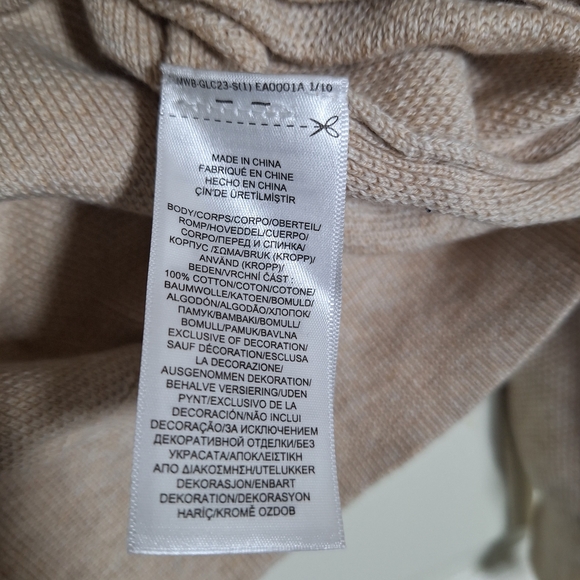 MWB-GLC23-S(1) EA0001A 1/10
MADE IN CHINA
FABRIQUÉ EN CHINE
HECHO EN CHINA
ÇİN'DE ÜRETİLMİŞTİR
BODY/CORPS/CORPO/OBERTEIL/
ROMP/HOVEDDEL/CUERPO/
CORPO/ПЕРЕД И СПИНКА/
КОРПУС /ΣΩΜΑ/BRUK (KROPP)/
ANVÄND (KROPP)/
BEDEN/VRCHNÍ ČÁST :
100% COTTON/COTON/COTONE/
BAUMWOLLE/KATOEN/BOMULD/
ALGODÓN/ALGODÃO/ХЛОПОК/
ПАМУК/ΒΑΜΒΑΚΙ/BOMULL/
BOMULL/PAMUK/BAVLNA
EXCLUSIVE OF DECORATION/
SAUF DÉCORATION/ESCLUSA
LA DECORAZIONE/
AUSGENOMMEN DEKORATION/
BEHALVE VERSIERING/UDEN
PYNT/EXCLUSIVO DE LA
DECORACIÓN/NÃO INCLUI
DECORAÇÃO/ЗА ИСКЛЮЧЕНИЕМ
ДЕКОРАТИВНОЙ ОТДЕЛКИ/БЕЗ
УКРАСАТА/ΑΠΟΚΛΕΙΣΤΙΚΗ
ΑΠΟ ΔΙΑΚΟΣΜΗΣΗ/UTELUKKER
DEKORASJON/ENBART
DEKORATION/DEKORASYON
HARİÇ/KROMĚ OZDOB